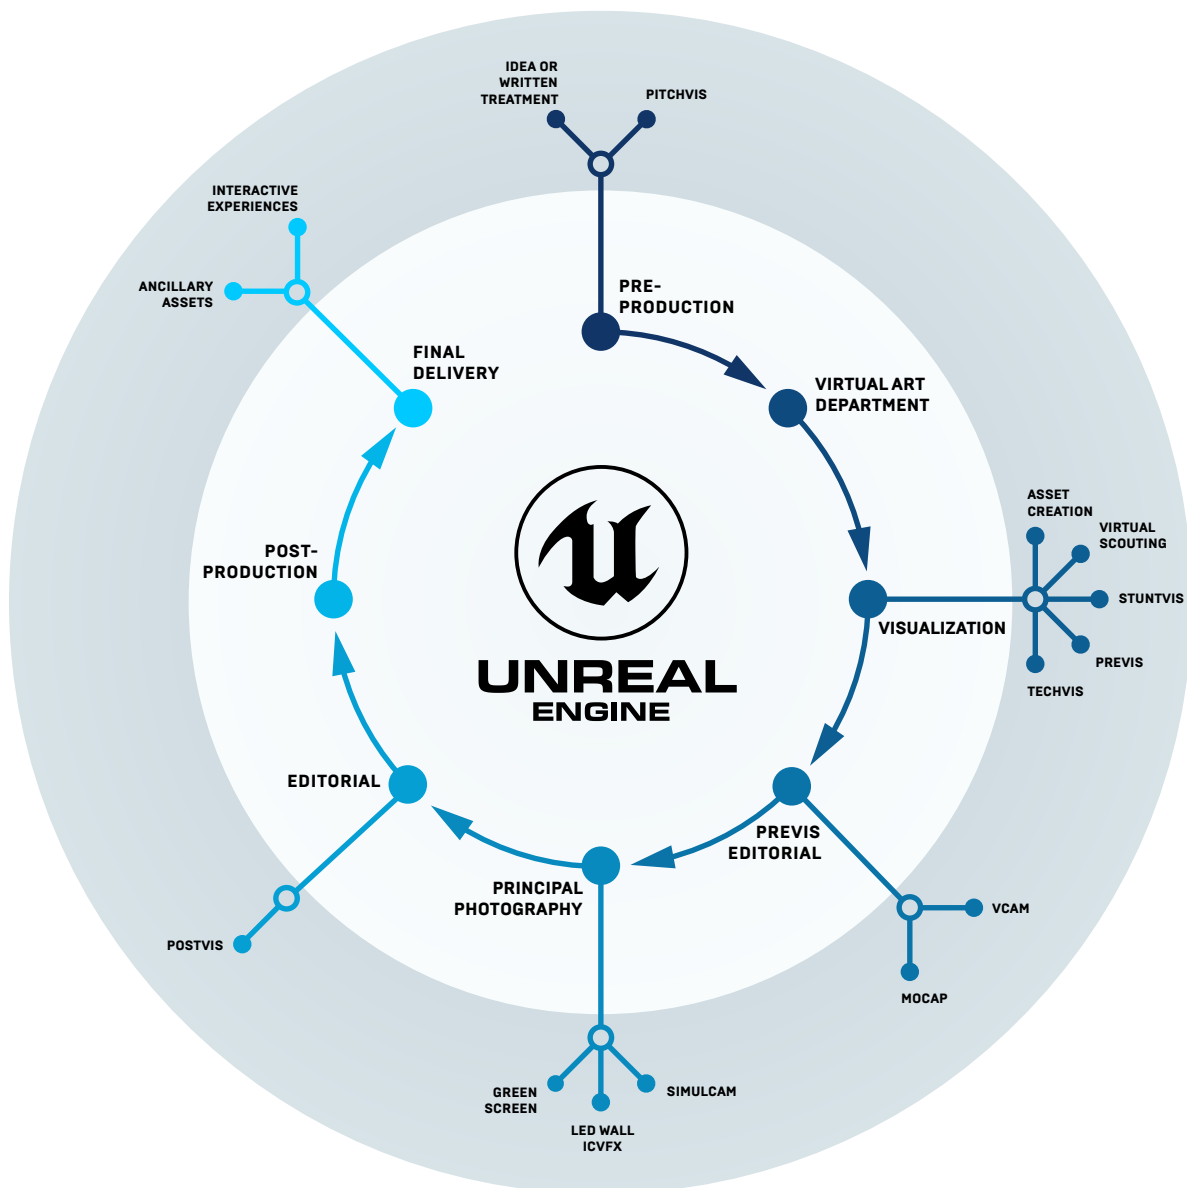 IDEA OR
WRITTEN
TREATMENT
PITCHVIS
INTERACTIVE
EXPERIENCES
ANCILLARY
ASSETS
PRE-
PRODUCTION
FINAL
DELIVERY
VIRTUAL ART
DEPARTMENT
ASSET
CREATION
VIRTUAL
SCOUTING
STUNTVIS
PREVIS
TECHVIS
VISUALIZATION
POST-
PRODUCTION
UNREAL
ENGINE
EDITORIAL
PREVIS
EDITORIAL
PRINCIPAL
PHOTOGRAPHY
VCAM
MOCAP
POSTVIS
GREEN
SCREEN
SIMULCAM
LED WALL
ICVFX